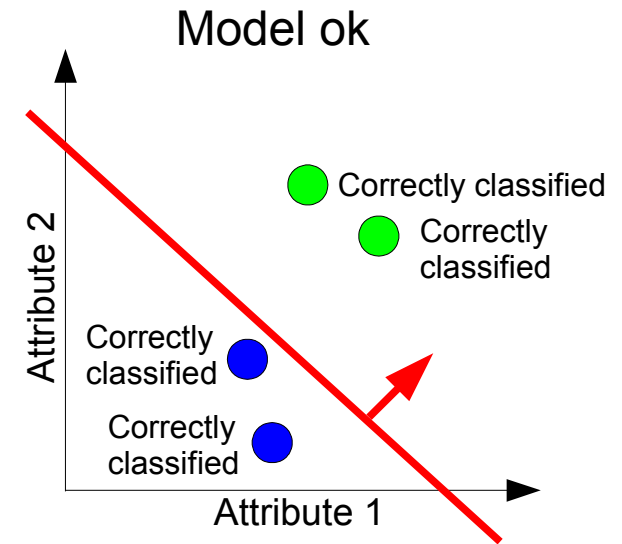 Model ok
Correctly classified
Correctly
classified
Attribute 2
Correctly
classified
Correctly
classified
Attribute 1